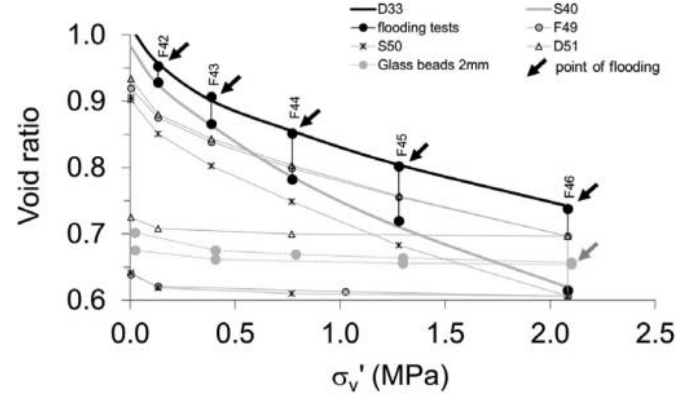 D33 S40
flooding tests F49
S50 D51
Glass beads 2mm point of flooding
1.0
0.9
0.8
0.7
0.6
Void ratio
F42
F43
F44
F45
F46
0.0 0.5 1.0 1.5 2.0 2.5
σv' (MPa)